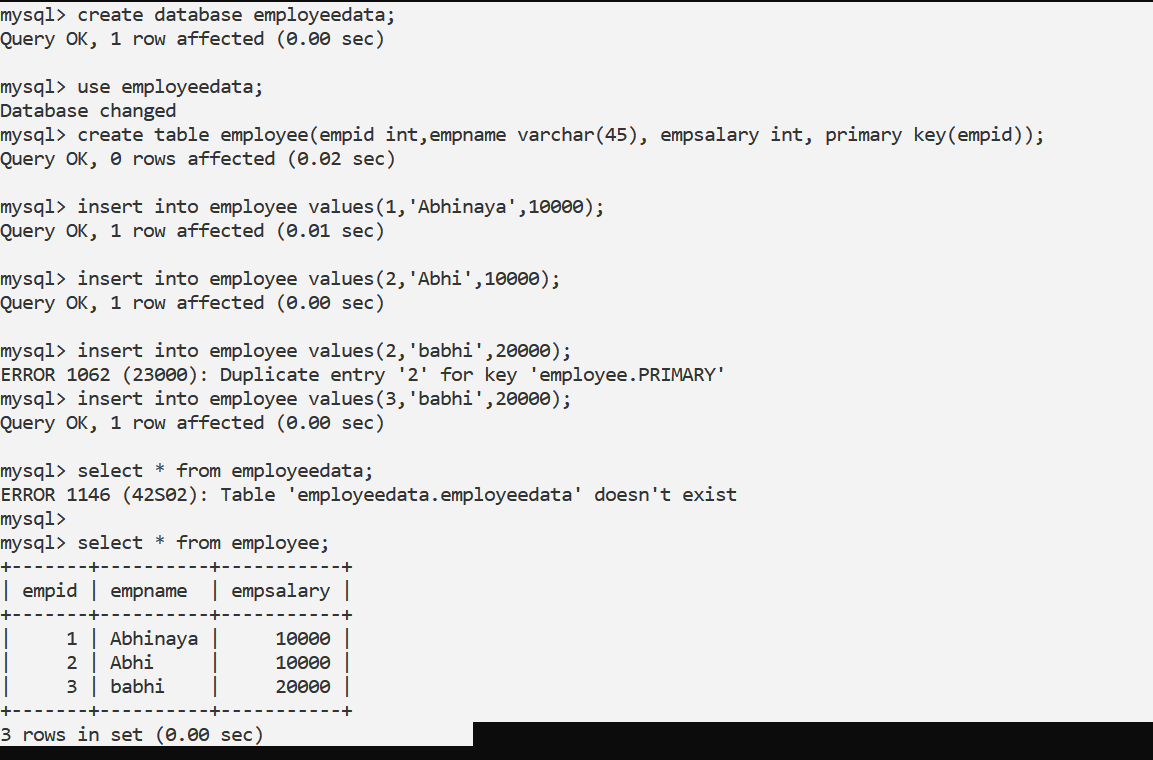 mysql> create database employeedata;
Query OK, 1 row affected (0.00 sec)

mysql> use employeedata;
Database changed
mysql> create table employee(empid int,empname varchar(45), empsalary int, primary key(empid));
Query OK, 0 rows affected (0.02 sec)

mysql> insert into employee values(1,'Abhinaya',10000);
Query OK, 1 row affected (0.01 sec)

mysql> insert into employee values(2,'Abhi',10000);
Query OK, 1 row affected (0.00 sec)

mysql> insert into employee values(2,'babhi',20000);
ERROR 1062 (23000): Duplicate entry '2' for key 'employee.PRIMARY'
mysql> insert into employee values(3,'babhi',20000);
Query OK, 1 row affected (0.00 sec)

mysql> select * from employeedata;
ERROR 1146 (42S02): Table 'employeedata.employeedata' doesn't exist
mysql>
mysql> select * from employee;
+-------+----------+-----------+
| empid | empname  | empsalary |
+-------+----------+-----------+
|     1 | Abhinaya |     10000 |
|     2 | Abhi     |     10000 |
|     3 | babhi    |     20000 |
+-------+----------+-----------+
3 rows in set (0.00 sec)